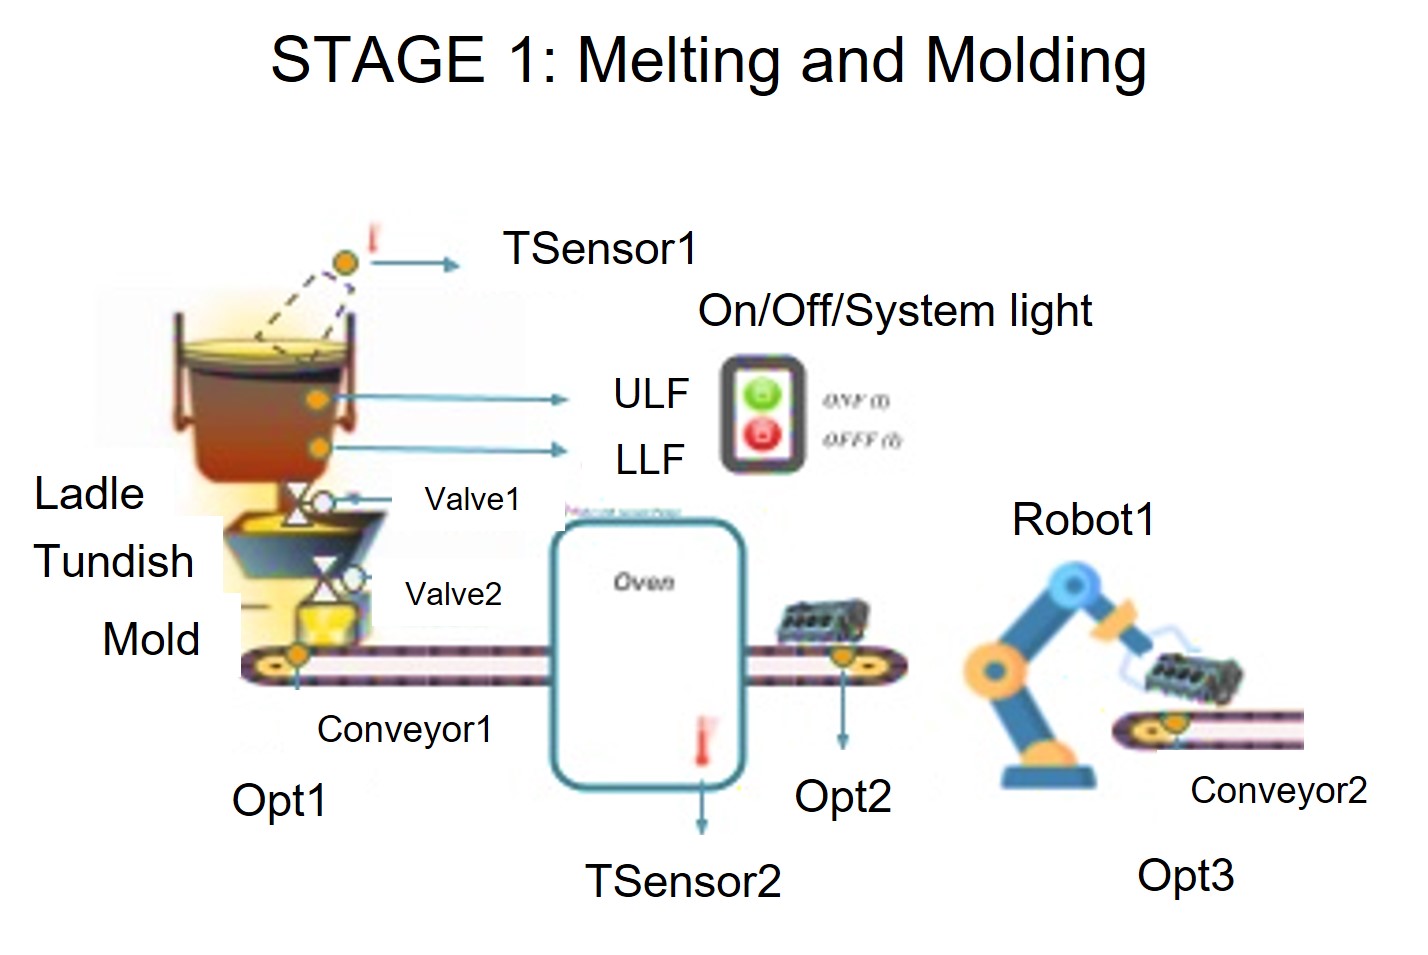 STAGE 1: Melting and Molding
TSensor1
On/Off/System light
ULF
ONF (I)
OFFF (I)
LLF
Ladle
Valve1
Robot1
Tundish
Oven
Valve2
Mold
Conveyor1
Opt1
Opt2
Conveyor2
TSensor2
Opt3